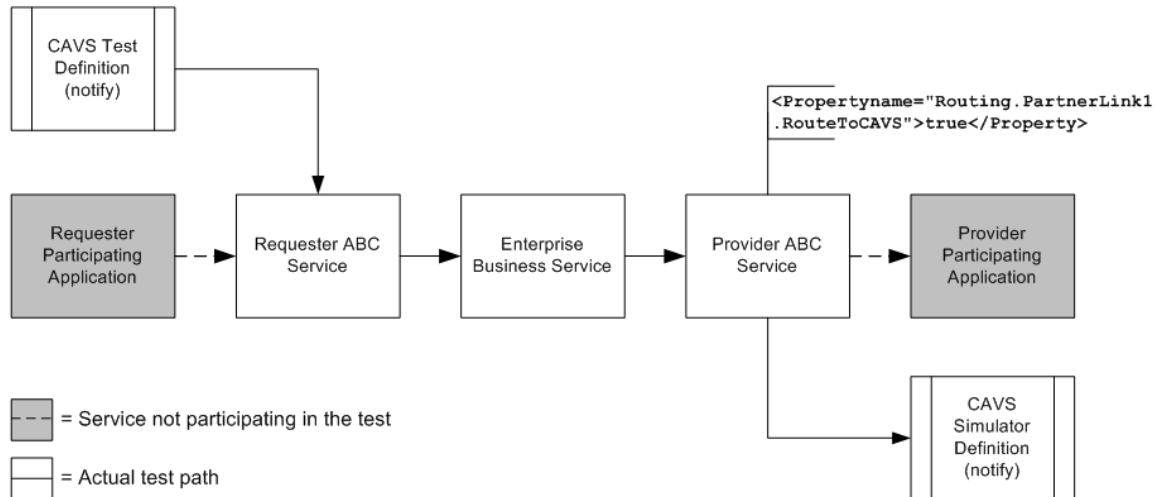 CAVS Test
Definition
(notify)
<Propertyname="Routing.PartnerLink1
.RouteToCAVS">true</Property>
Requester
Participating
Application
Requester ABC
Service
Enterprise
Business Service
Provider ABC
Service
Provider
Participating
Application
CAVS
Simulator
Definition
(notify)
= Service not participating in the test
= Actual test path